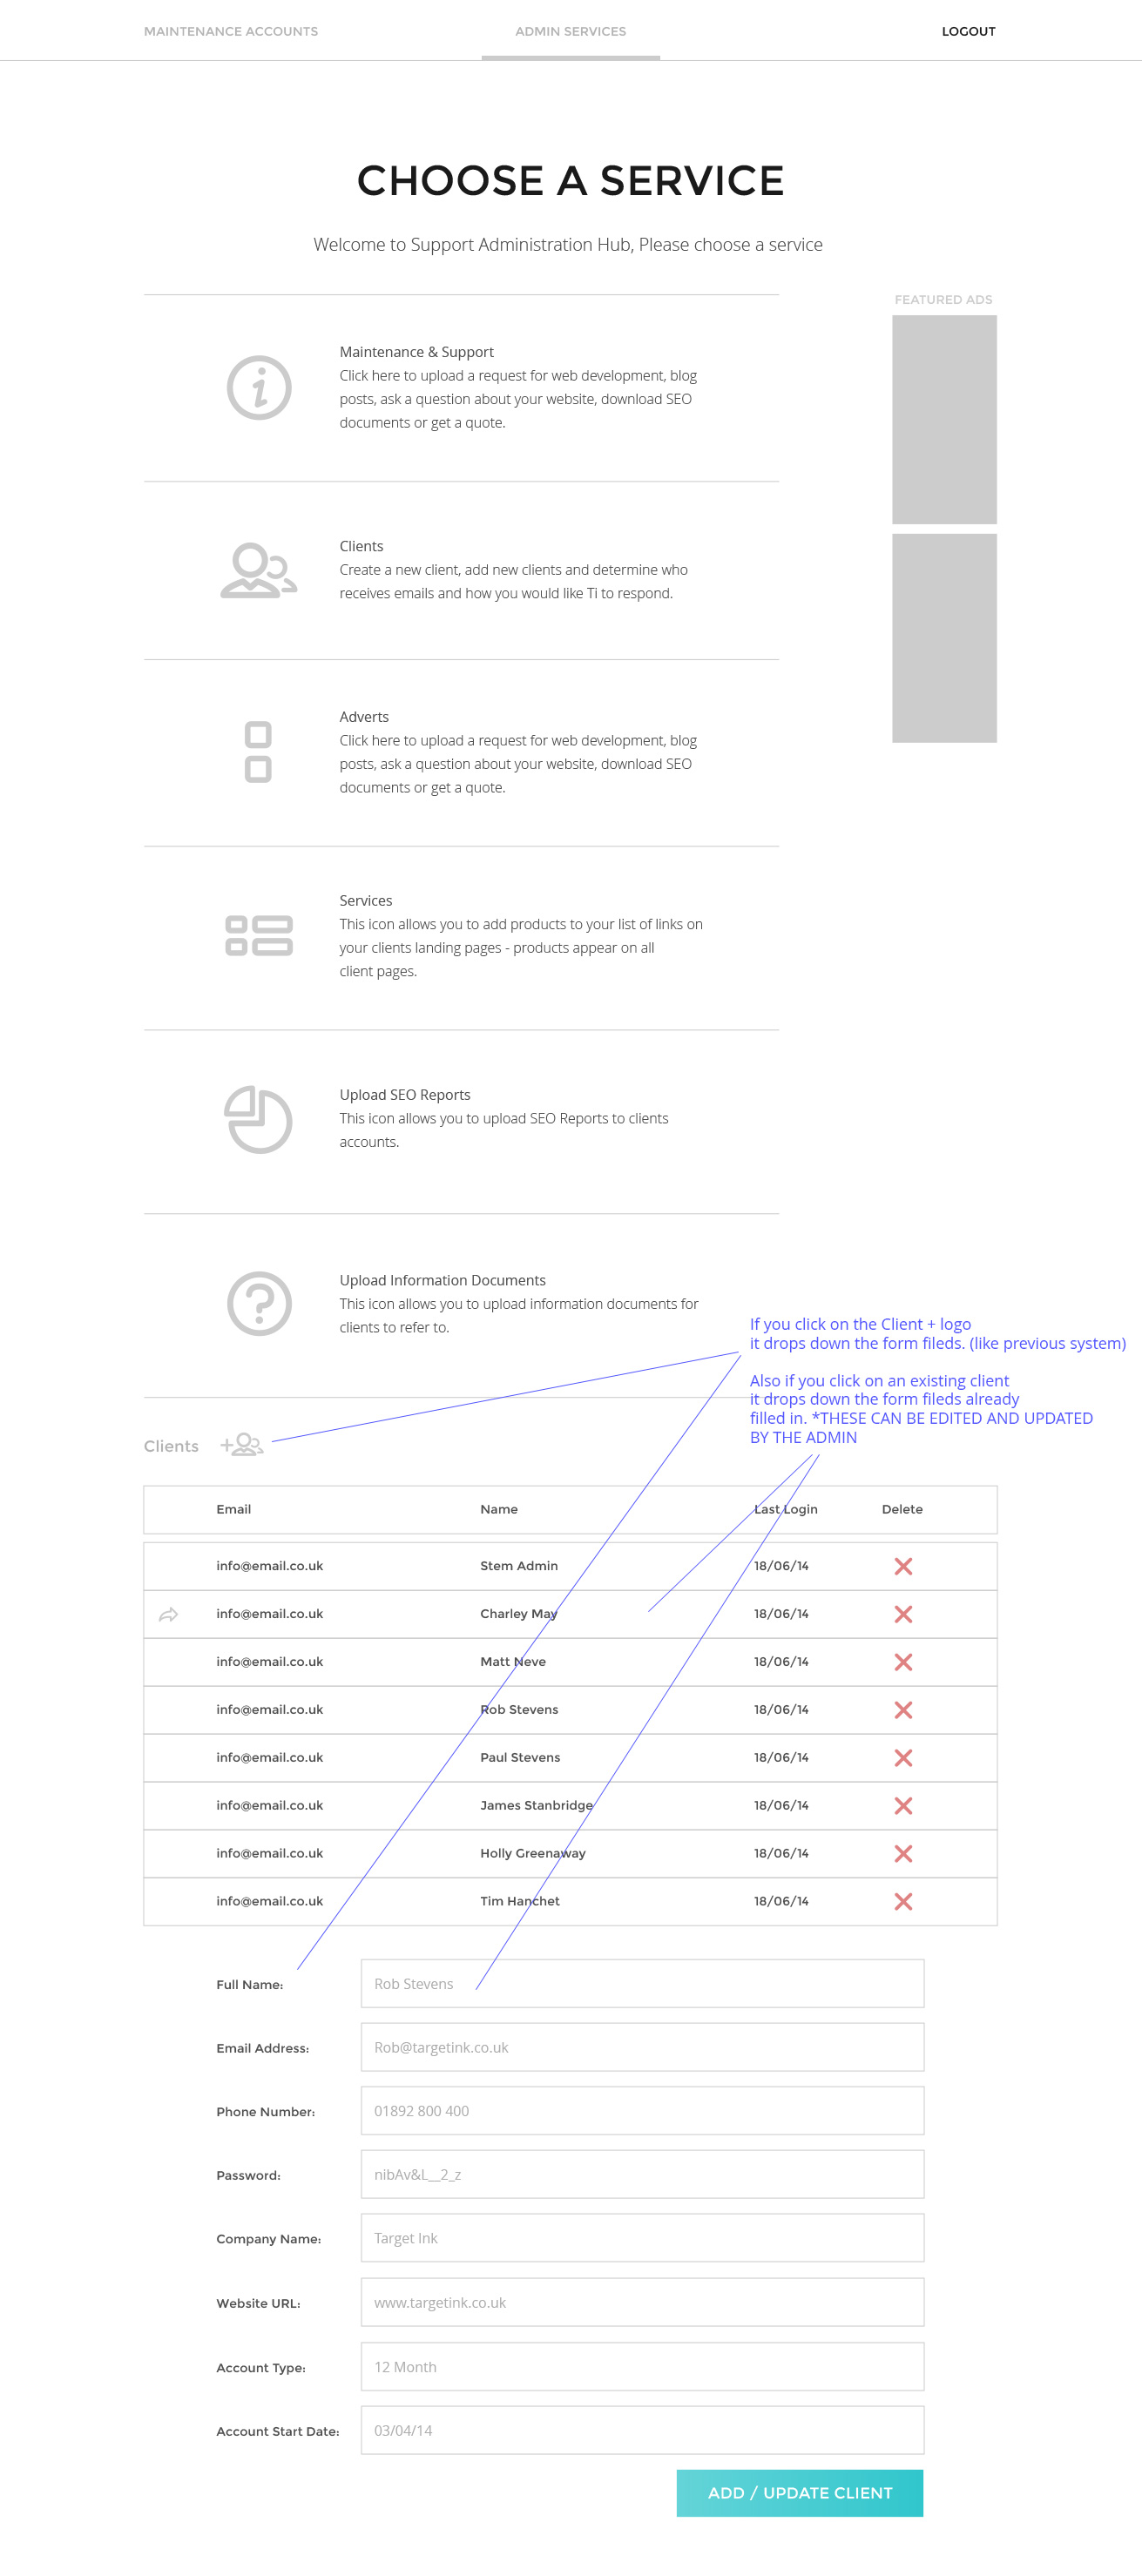 MAINTENANCE ACCOUNTS
ADMIN SERVICES
LOGOUT
CHOOSE A SERVICE
Welcome to Support Administration Hub, Please choose a service
FEATURED ADS
Maintenance & Support
Click here to upload a request for web development, blog
posts, ask a question about your website, download SEO
documents or get a quote.
Clients
Create a new client, add new clients and determine who
receives emails and how you would like Ti to respond.
Adverts
Click here to upload a request for web development, blog
posts, ask a question about your website, download SEO
documents or get a quote.
Services
This icon allows you to add products to your list of links on
your clients landing pages - products appear on all
client pages.
Upload SEO Reports
This icon allows you to upload SEO Reports to clients
accounts.
Upload Information Documents
This icon allows you to upload information documents for
clients to refer to.
If you click on the Client + logo
it drops down the form fileds. (like previous system)
Also if you click on an existing client
it drops down the form fileds already
filled in. *THESE CAN BE EDITED AND UPDATED
BY THE ADMIN
Clients
Email Name Last Login Delete
info@email.co.uk Stem Admin 18/06/14
info@email.co.uk Charley May 18/06/14
info@email.co.uk Matt Neve 18/06/14
info@email.co.uk Rob Stevens 18/06/14
info@email.co.uk Paul Stevens 18/06/14
info@email.co.uk James Stanbridge 18/06/14
info@email.co.uk Holly Greenaway 18/06/14
info@email.co.uk Tim Hanchet 18/06/14
Full Name: Rob Stevens
Email Address: Rob@targetink.co.uk
Phone Number: 01892 800 400
Password: nibAv&L__2_z
Company Name: Target Ink
Website URL: www.targetink.co.uk
Account Type: 12 Month
Account Start Date: 03/04/14
ADD / UPDATE CLIENT